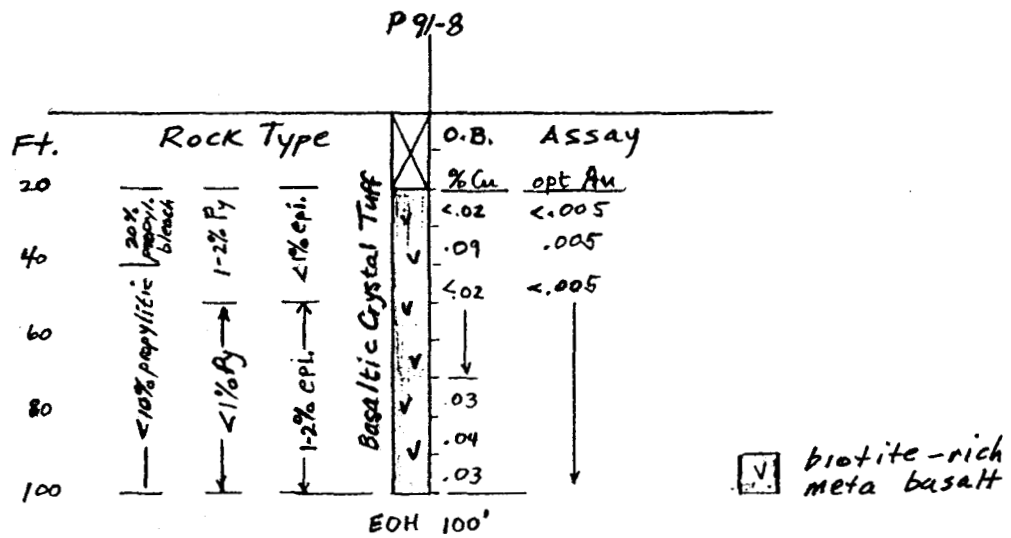 P91-8
Ft. Rock Type O.B. Assay
% Cu opt Au
20
40
60
80
100
20% propyl. bleach
<10% propylitic
1-2% Py
<1% Py
<1% epi.
1-2% epi.
Basaltic Crystal Tuff
<.02 <.005
.09 .005
<.02 <.005
.03
.04
.03
EOH 100'
V biotite-rich
meta basalt